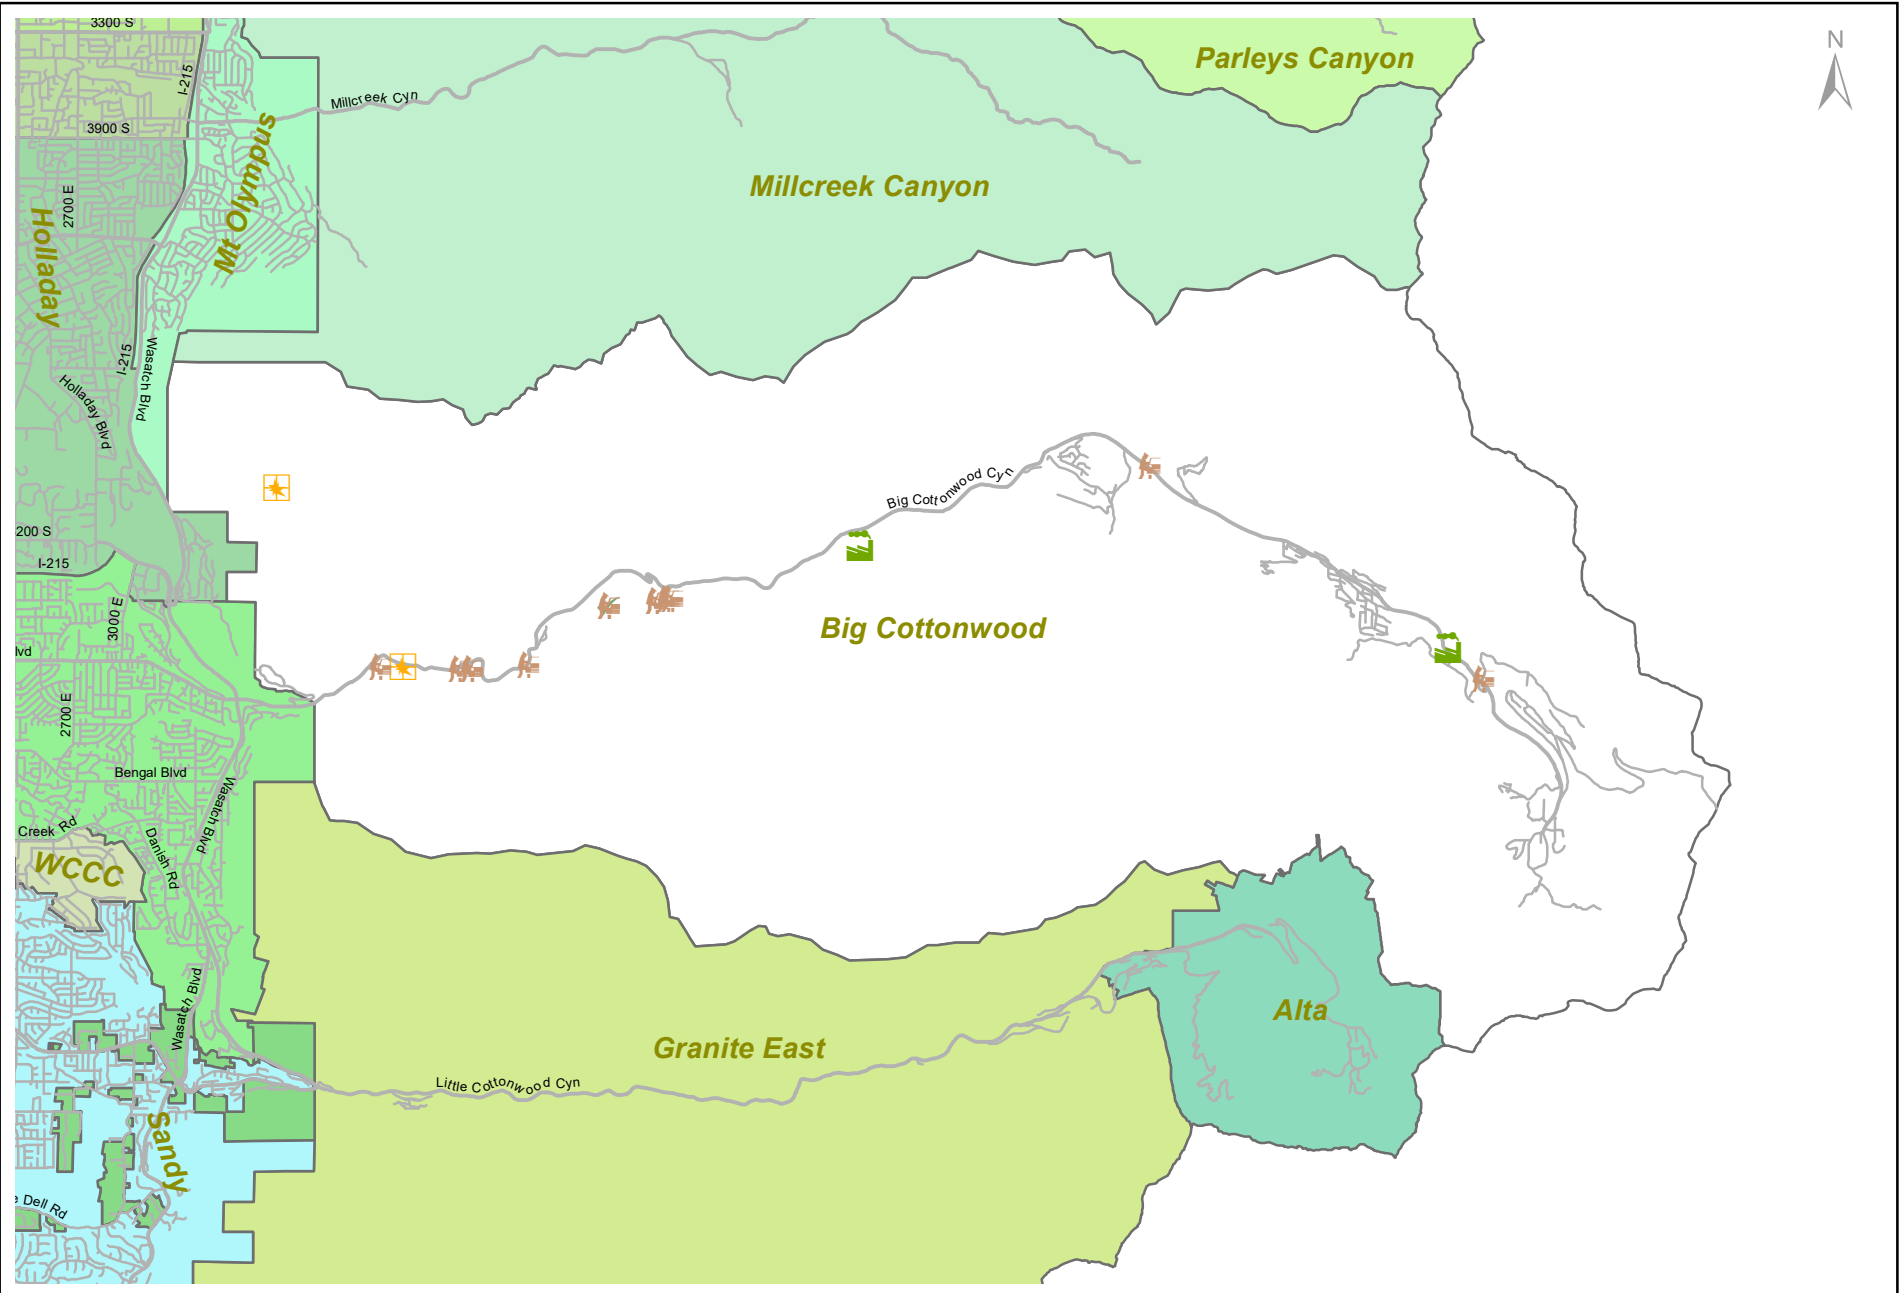 3300 S
Parleys Canyon
N
I-215
Millcreek Cyn
3900 S
Mt Olympus
Millcreek Canyon
2700 E
Holladay
I-215
Wasatch Blvd
Holladay Blvd
Big Cottonwood Cyn
200 S
I-215
3000 E
Big Cottonwood
lvd
2700 E
Bengal Blvd
Wasatch Blvd
Creek Rd
Danish Rd
WCCC
Wasatch Blvd
Alta
Granite East
Little Cottonwood Cyn
Sandy
e Dell Rd